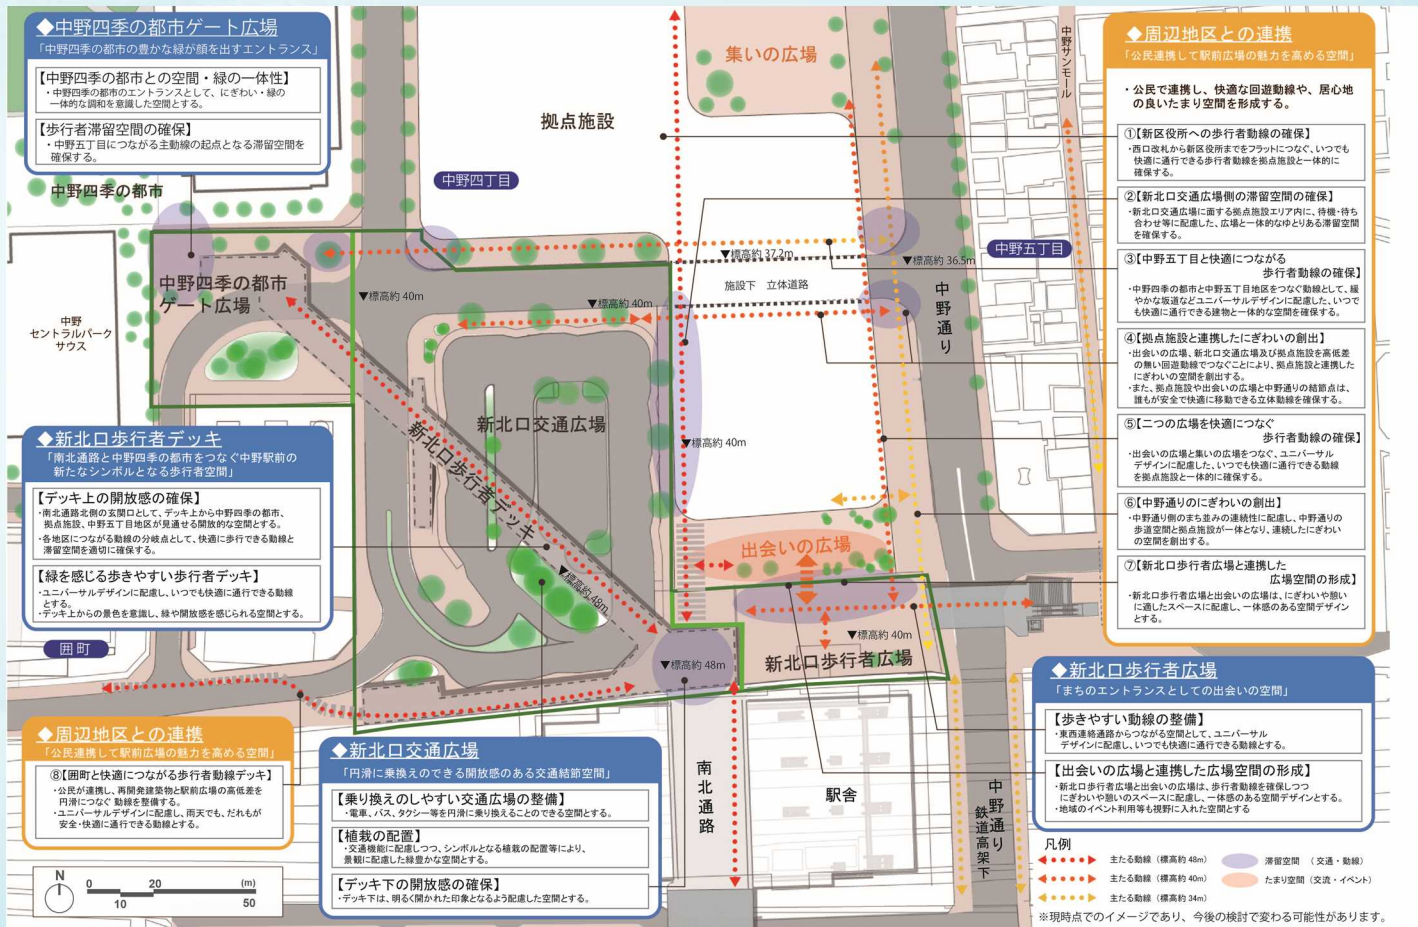 ◆中野四季の都市ゲート広場
「中野四季の都市の豊かな緑が顔を出すエントランス」
【中野四季の都市との空間・緑の一体性】
・中野四季の都市のエントランスとして、にぎわい・緑の
一体的な調和を意識した空間とする。
【歩行者滞留空間の確保】
・中野五丁目につながる主動線の起点となる滞留空間を
確保する。
中野四季の都市
中野四季の都市
ゲート広場
中野
セントラルパーク
サウス
中野四丁目
拠点施設
集いの広場
中野サンモール
中野五丁目
中野通り
▼標高約 37.2m
▼標高約 36.5m
施設下 立体道路
▼標高約 40m
▼標高約 40m
▼標高約 40m
新北口交通広場
新北口歩行者デッキ
▼標高約 48m
出会いの広場
▼標高約 40m
▼標高約 48m
新北口歩行者広場
囲町
南北通路
駅舎
中野通り
鉄道高架下
◆新北口歩行者デッキ
「南北通路と中野四季の都市をつなぐ中野駅前の
新たなシンボルとなる歩行者空間」
【デッキ上の開放感の確保】
・南北通路北側の玄関口として、デッキ上から中野四季の都市、
拠点施設、中野五丁目地区が見通せる開放的な空間とする。
・各地区につながる動線の分岐点として、快適に歩行できる動線と
滞留空間を適切に確保する。
【緑を感じる歩きやすい歩行者デッキ】
・ユニバーサルデザインに配慮し、いつでも快適に通行できる動線
とする。
・デッキ上からの景色を意識し、緑や開放感を感じられる空間とする。
◆周辺地区との連携
「公民連携して駅前広場の魅力を高める空間」
⑧【囲町と快適につながる歩行者動線デッキ】
・公民が連携し、再開発建築物と駅前広場の高低差を
円滑につなぐ 動線を整備する。
・ユニバーサルデザインに配慮し、雨天でも、だれもが
安全・快適に通行できる動線とする。
N
0 20 (m)
10 50
◆新北口交通広場
「円滑に乗換えのできる開放感のある交通結節空間」
【乗り換えのしやすい交通広場の整備】
・電車、バス、タクシー等を円滑に乗り換えることのできる空間とする。
【植栽の配置】
・交通機能に配慮しつつ、シンボルとなる植栽の配置等により、
景観に配慮した緑豊かな空間とする。
【デッキ下の開放感の確保】
・デッキ下は、明るく開かれた印象となるよう配慮した空間とする。
◆周辺地区との連携
「公民連携して駅前広場の魅力を高める空間」
・公民で連携し、快適な回遊動線や、居心地
の良いたまり空間を形成する。
①【新区役所への歩行者動線の確保】
・西口改札から新区役所までをフラットにつなぐ、いつでも
快適に通行できる歩行者動線を拠点施設と一体的に
確保する。
②【新北口交通広場側の滞留空間の確保】
・新北口交通広場に面する拠点施設エリア内に、待機・待ち
合わせ等に配慮した、広場と一体的なゆとりある滞留空間
を確保する。
③【中野五丁目と快適につながる
歩行者動線の確保】
・中野四季の都市と中野五丁目地区をつなぐ動線として、緩
やかな坂道などユニバーサルデザインに配慮した、いつで
も快適に通行できる建物と一体的な空間を確保する。
④【拠点施設と連携したにぎわいの創出】
・出会いの広場、新北口交通広場及び拠点施設を高低差
の無い回遊動線でつなぐことにより、拠点施設と連携した
にぎわいの空間を創出する。
・また、拠点施設や出会いの広場と中野通りの結節点は、
誰もが安全で快適に移動できる立体動線を確保する。
⑤【二つの広場を快適につなぐ
歩行者動線の確保】
・出会いの広場と集いの広場をつなぐ、ユニバーサル
デザインに配慮した、いつでも快適に通行できる動線
を拠点施設と一体的に確保する。
⑥【中野通りのにぎわいの創出】
・中野通り側のまち並みの連続性に配慮し、中野通りの
歩道空間と拠点施設が一体となり、連続したにぎわい
の空間を創出する。
⑦【新北口歩行者広場と連携した
広場空間の形成】
・新北口歩行者広場と出会いの広場は、にぎわいや憩い
に適したスペースに配慮し、一体感のある空間デザイン
とする。
◆新北口歩行者広場
「まちのエントランスとしての出会いの空間」
【歩きやすい動線の整備】
・東西連絡通路からつながる空間として、ユニバーサル
デザインに配慮し、いつでも快適に通行できる動線とする。
【出会いの広場と連携した広場空間の形成】
・新北口歩行者広場と出会いの広場は、歩行者動線を確保しつつ
にぎわいや憩いのスペースに配慮し、一体感のある空間デザインとする。
・地域のイベント利用等も視野に入れた空間とする
凡例
主たる動線（標高約48m）
主たる動線（標高約40m）
主たる動線（標高約34m）
滞留空間 （交通・動線）
たまり空間（交流・イベント）
※現時点でのイメージであり、今後の検討で変わる可能性があります。